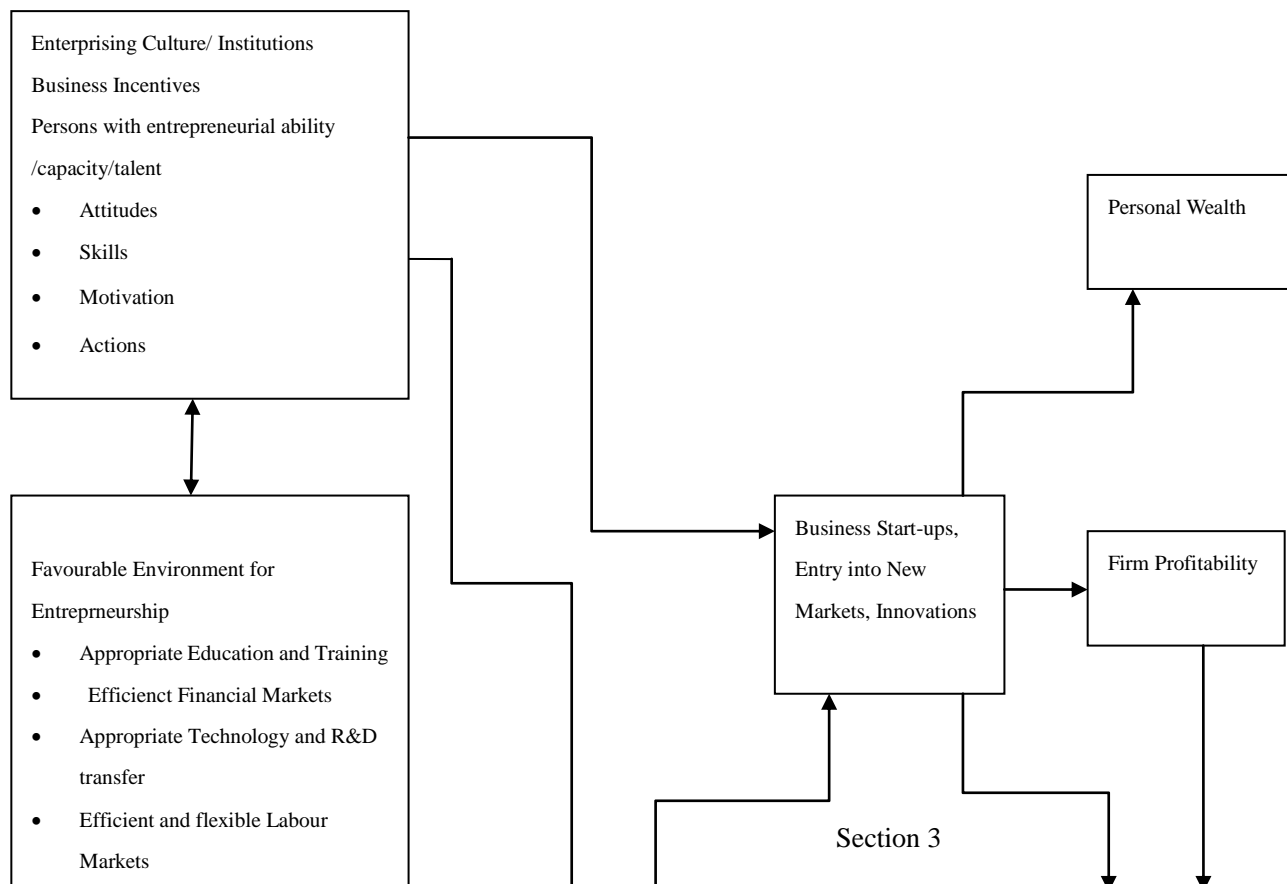 Enterprising Culture/ Institutions
Business Incentives
Persons with entrepreneurial ability
/capacity/talent
• Attitudes
• Skills
• Motivation
• Actions
Personal Wealth
Favourable Environment for
Entreprneurship
• Appropriate Education and Training
• Efficienct Financial Markets
• Appropriate Technology and R&D
transfer
• Efficient and flexible Labour
Markets
Business Start-ups,
Entry into New
Markets, Innovations
Firm Profitability
Section 3